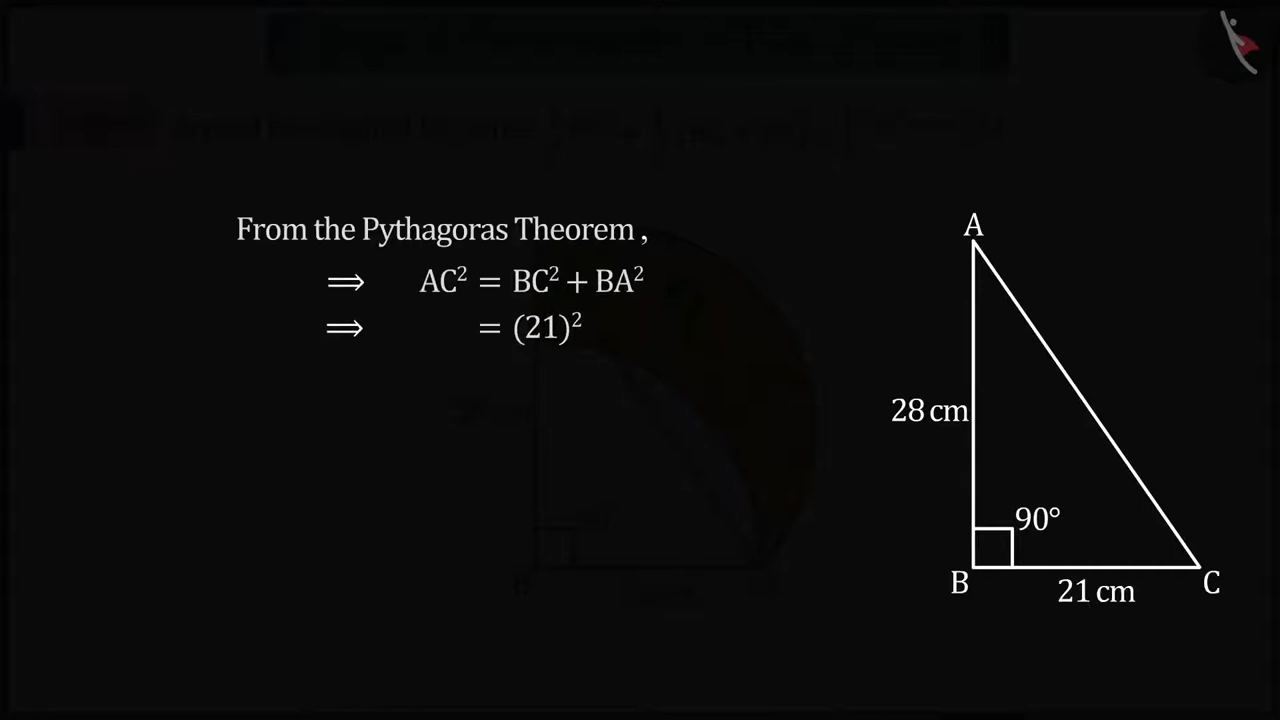 From the Pythagoras Theorem ,
⟹ AC² = BC² + BA²
⟹ = (21)²
A
28 cm
90°
B
21 cm
C